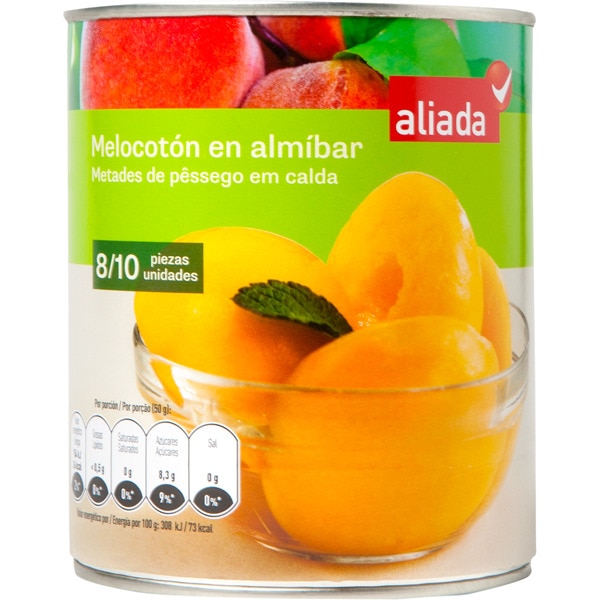 aliada
Melocotón en almíbar
Metades de pêssego em calda
8/10 piezas
unidades
Por porción / Por porção (50 g):
Grasas
Lípidos
< 0,5 g
0%*
Saturadas
Saturados
0 g
0%*
Azúcares
Açúcares
8,3 g
9%*
Sal
0 g
0%*
Valor energético por / Energia por 100 g: 308 kJ / 73 kcal